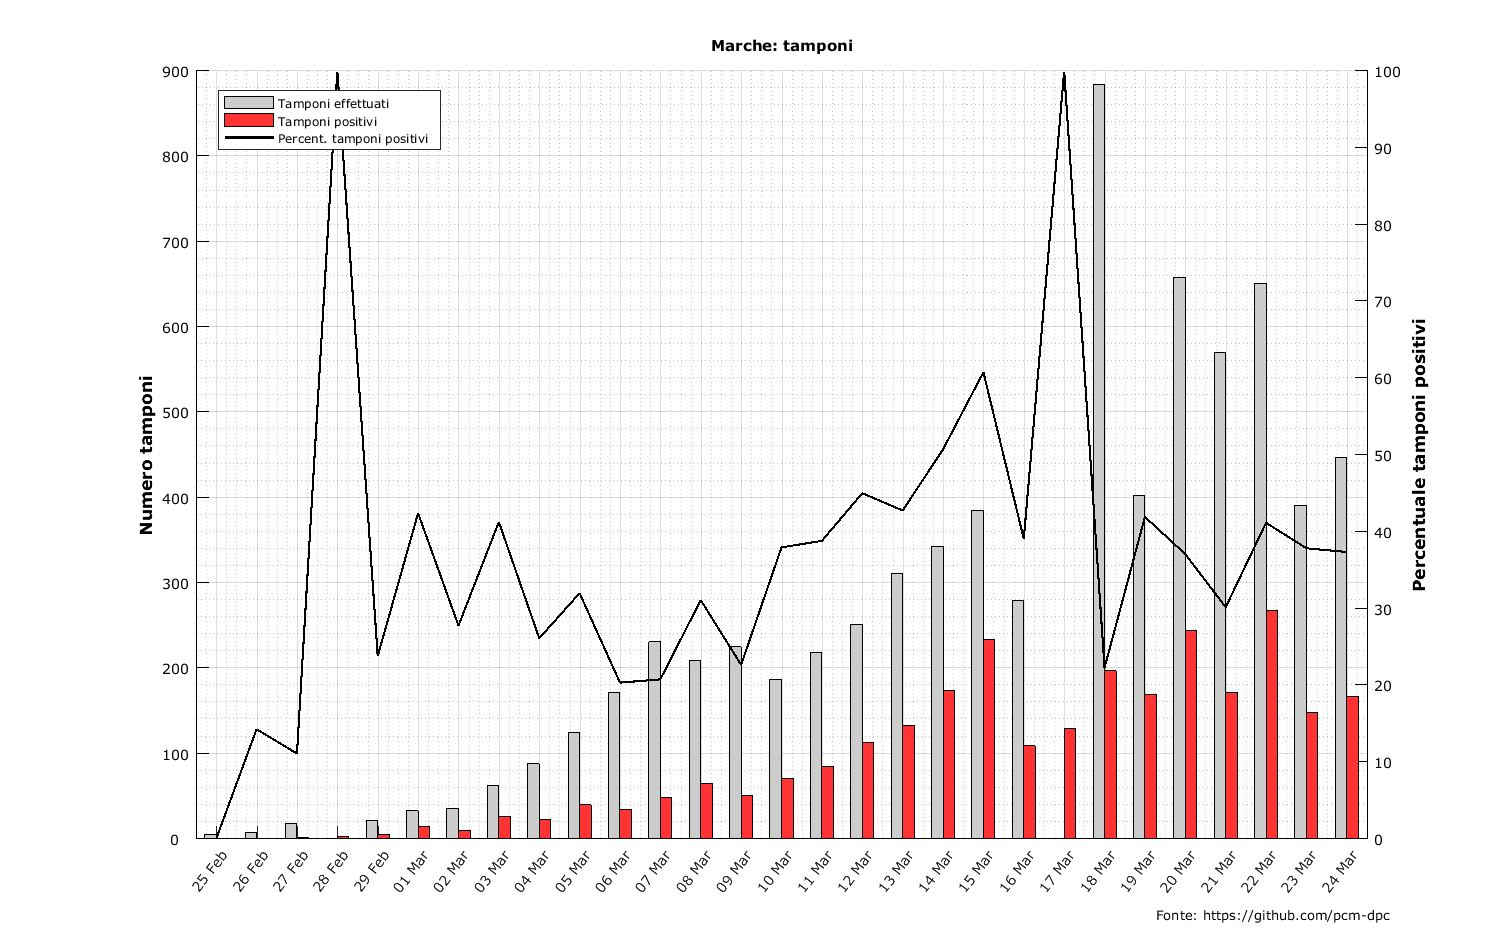 Marche: tamponi
Tamponi effettuati
Tamponi positivi
Percent. tamponi positivi
Numero tamponi
900
800
700
600
500
400
300
200
100
0
Percentuale tamponi positivi
100
90
80
70
60
50
40
30
20
10
0
25 Feb
26 Feb
27 Feb
28 Feb
29 Feb
01 Mar
02 Mar
03 Mar
04 Mar
05 Mar
06 Mar
07 Mar
08 Mar
09 Mar
10 Mar
11 Mar
12 Mar
13 Mar
14 Mar
15 Mar
16 Mar
17 Mar
18 Mar
19 Mar
20 Mar
21 Mar
22 Mar
23 Mar
24 Mar
Fonte: https://github.com/pcm-dpc